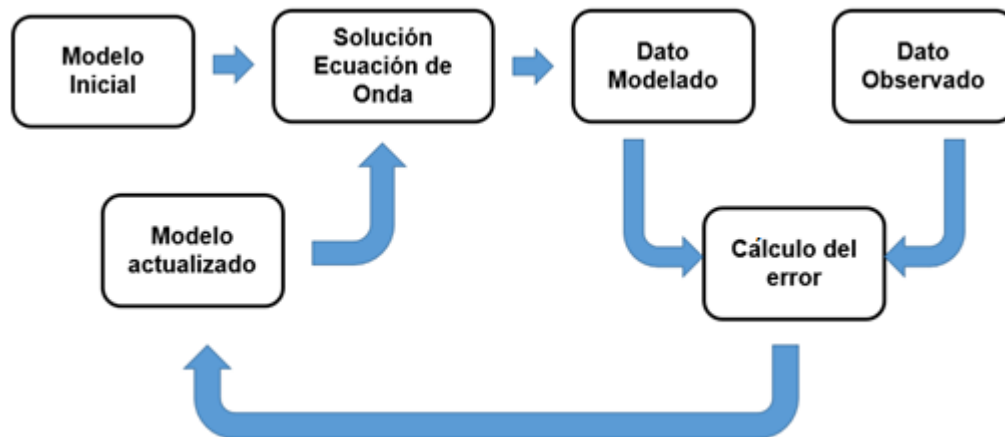 Modelo
Inicial
Solución
Ecuación de
Onda
Dato
Modelado
Dato
Observado
Modelo
actualizado
Cálculo del
error